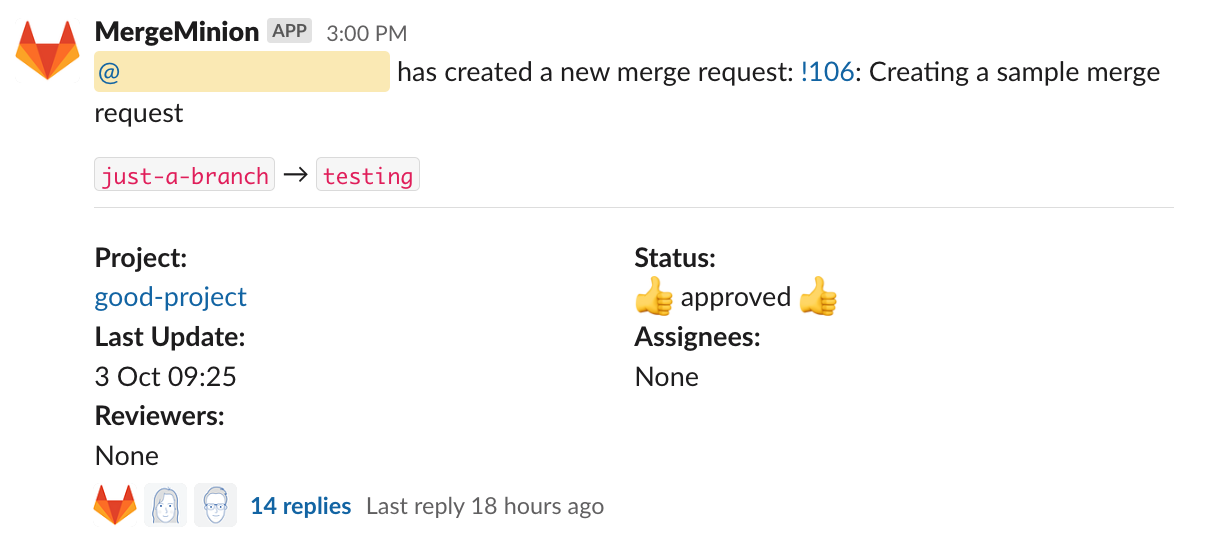 MergeMinion APP 3:00 PM
@ has created a new merge request: !106: Creating a sample merge
request
just-a-branch → testing
Project:
Status:
good-project
👍 approved 👍
Last Update:
Assignees:
3 Oct 09:25
None
Reviewers:
None
14 replies Last reply 18 hours ago